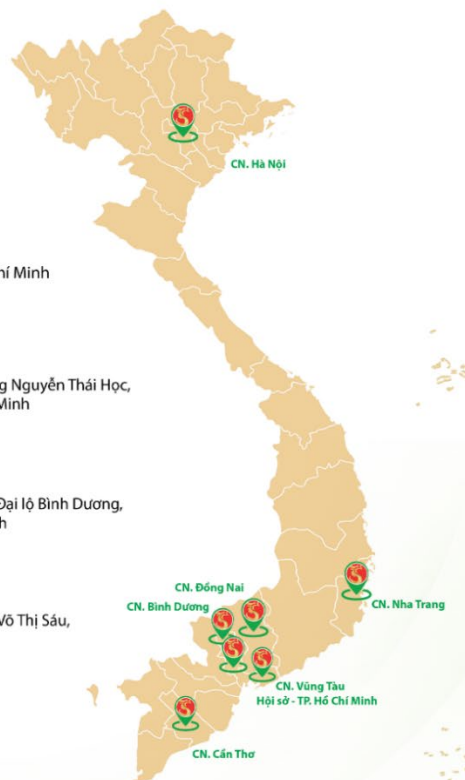 CN. Hà Nội
hí Minh
g Nguyễn Thái Học,
Minh
Đại lộ Bình Dương,
h
Võ Thị Sáu,
CN. Đồng Nai
CN. Bình Dương
CN. Nha Trang
CN. Vũng Tàu
Hội sở - TP. Hồ Chí Minh
CN. Cần Thơ